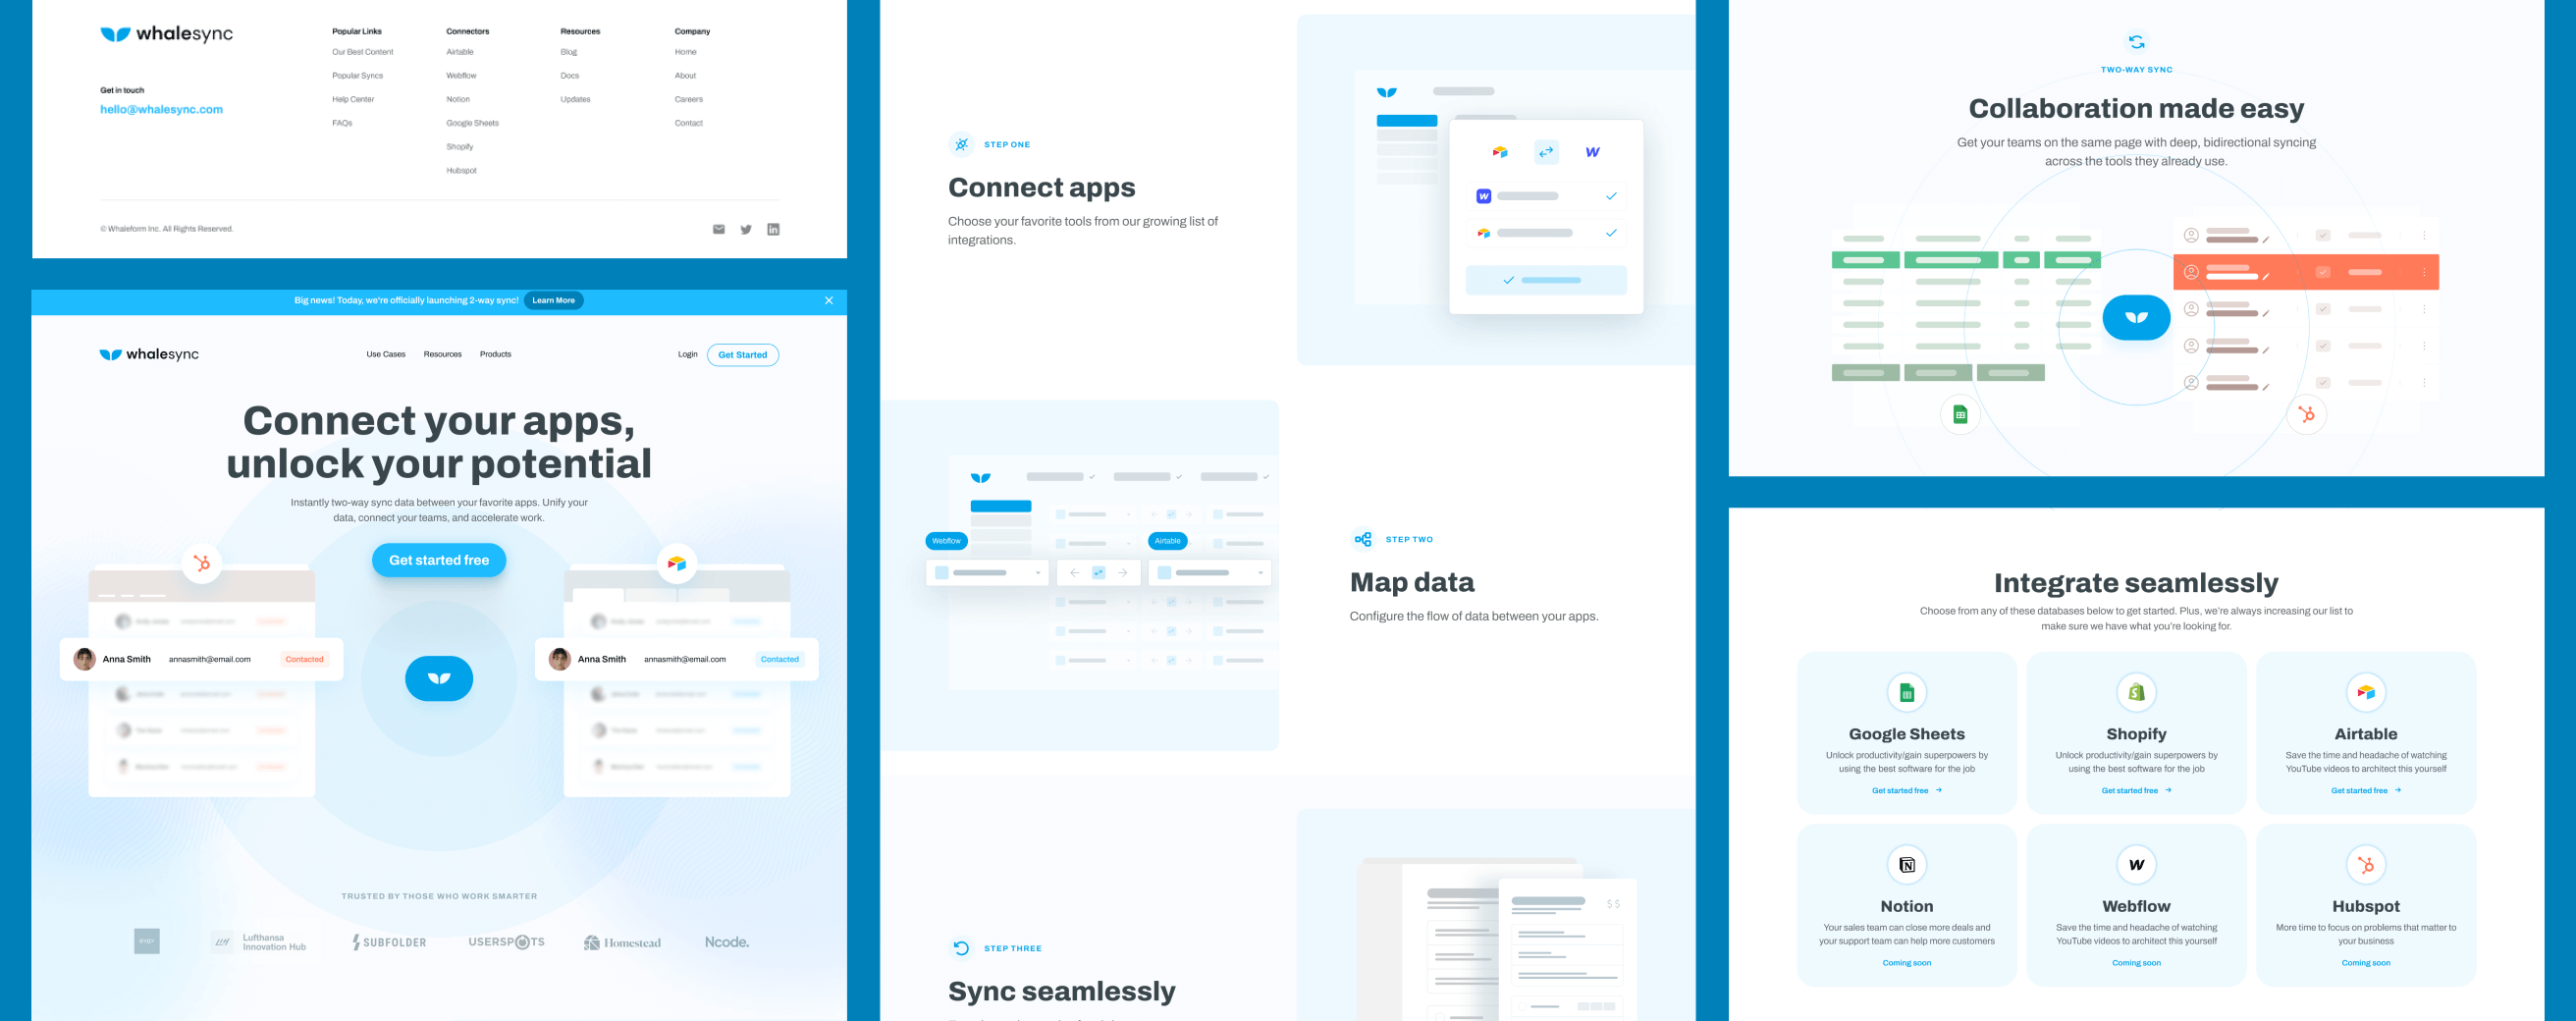 whalesync
Get in touch
hello@whalesync.com
Popular Links
Our Best Content
Popular Syncs
Help Center
FAQs
Connectors
Airtable
Webflow
Notion
Google Sheets
Shopify
Hubspot
Resources
Blog
Docs
Updates
Company
Home
About
Careers
Contact
© Whaleform Inc. All Rights Reserved.
Big news! Today, we're officially launching 2-way sync! Learn More
whalesync
Use Cases Resources Products
Login Get Started
Connect your apps,
unlock your potential
Instantly two-way sync data between your favorite apps. Unify your
data, connect your teams, and accelerate work.
Get started free
Anna Smith annasmith@email.com Contacted
Anna Smith annasmith@email.com Contacted
TRUSTED BY THOSE WHO WORK SMARTER
Lufthansa
Innovation Hub
SUBFOLDER
USERSPOTS
Homestead
Ncode.
STEP ONE
Connect apps
Choose your favorite tools from our growing list of
integrations.
Webflow
Airtable
STEP TWO
Map data
Configure the flow of data between your apps.
STEP THREE
Sync seamlessly
$$
TWO-WAY SYNC
Collaboration made easy
Get your teams on the same page with deep, bidirectional syncing
across the tools they already use.
Integrate seamlessly
Choose from any of these databases below to get started. Plus, we're always increasing our list to
make sure we have what you're looking for.
Google Sheets
Unlock productivity/gain superpowers by
using the best software for the job
Get started free
Shopify
Unlock productivity/gain superpowers by
using the best software for the job
Get started free
Airtable
Save the time and headache of watching
YouTube videos to architect this yourself
Get started free
Notion
Your sales team can close more deals and
your support team can help more customers
Coming soon
Webflow
Save the time and headache of watching
YouTube videos to architect this yourself
Coming soon
Hubspot
More time to focus on problems that matter to
your business
Coming soon